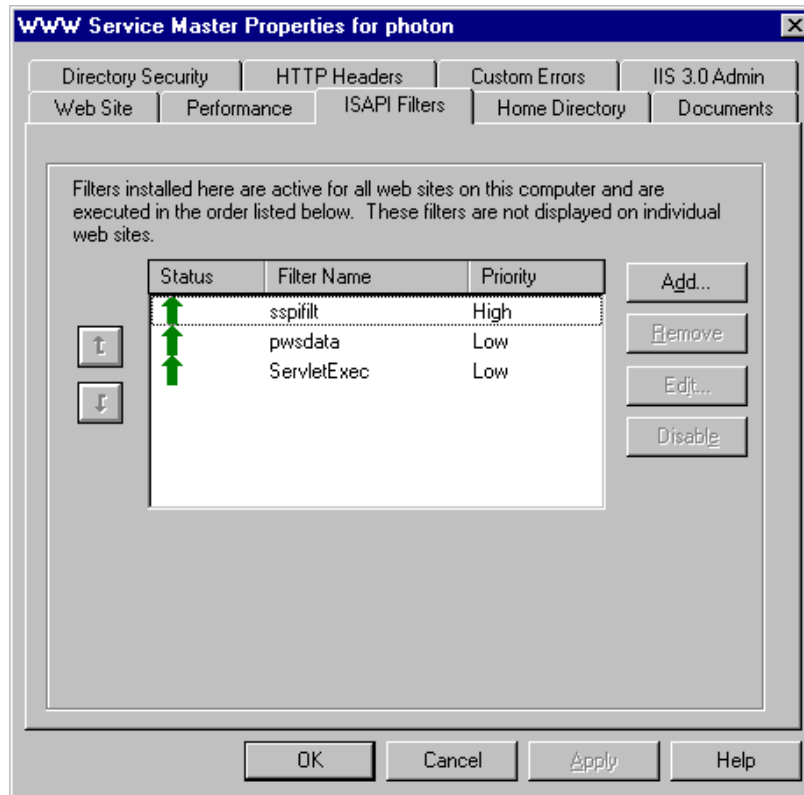 WWW Service Master Properties for photon
Directory Security HTTP Headers Custom Errors IIS 3.0 Admin
Web Site Performance ISAPI Filters Home Directory Documents
Filters installed here are active for all web sites on this computer and are
executed in the order listed below. These filters are not displayed on individual
web sites.
Status Filter Name Priority
sspifilt High
pwsdata Low
ServletExec Low
Add...
Remove
Edit...
Disable
OK Cancel Apply Help